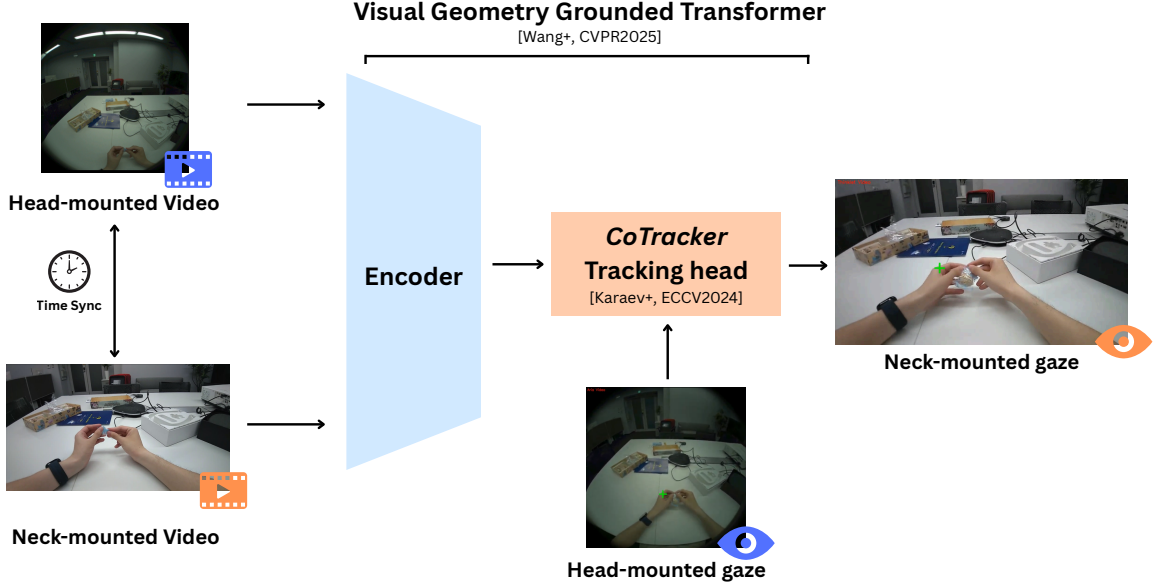 Visual Geometry Grounded Transformer
[Wang+, CVPR2025]
Head-mounted Video
Time Sync
Neck-mounted Video
Encoder
CoTracker
Tracking head
[Karaev+, ECCV2024]
Head-mounted gaze
Neck-mounted gaze